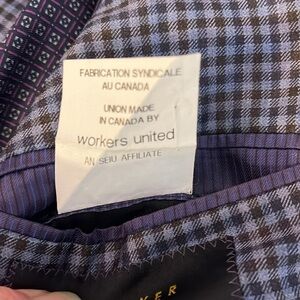 FABRICATION SYNDICALE
AU CANADA
UNION MADE
IN CANADA BY
workers united
AN SEIU AFFILIATE